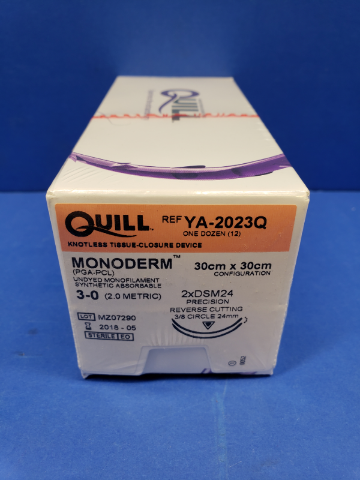 QUILL
QUILL™ REF YA-2023Q
ONE DOZEN (12)
KNOTLESS TISSUE-CLOSURE DEVICE
MONODERM™ 30cm x 30cm
(PGA-PCL) CONFIGURATION
UNDYED MONOFILAMENT
SYNTHETIC ABSORBABLE
3-0 (2.0 METRIC) 2xDSM24
PRECISION
REVERSE CUTTING
3/8 CIRCLE 24mm
LOT MZ07290
2018-05
STERILE EO